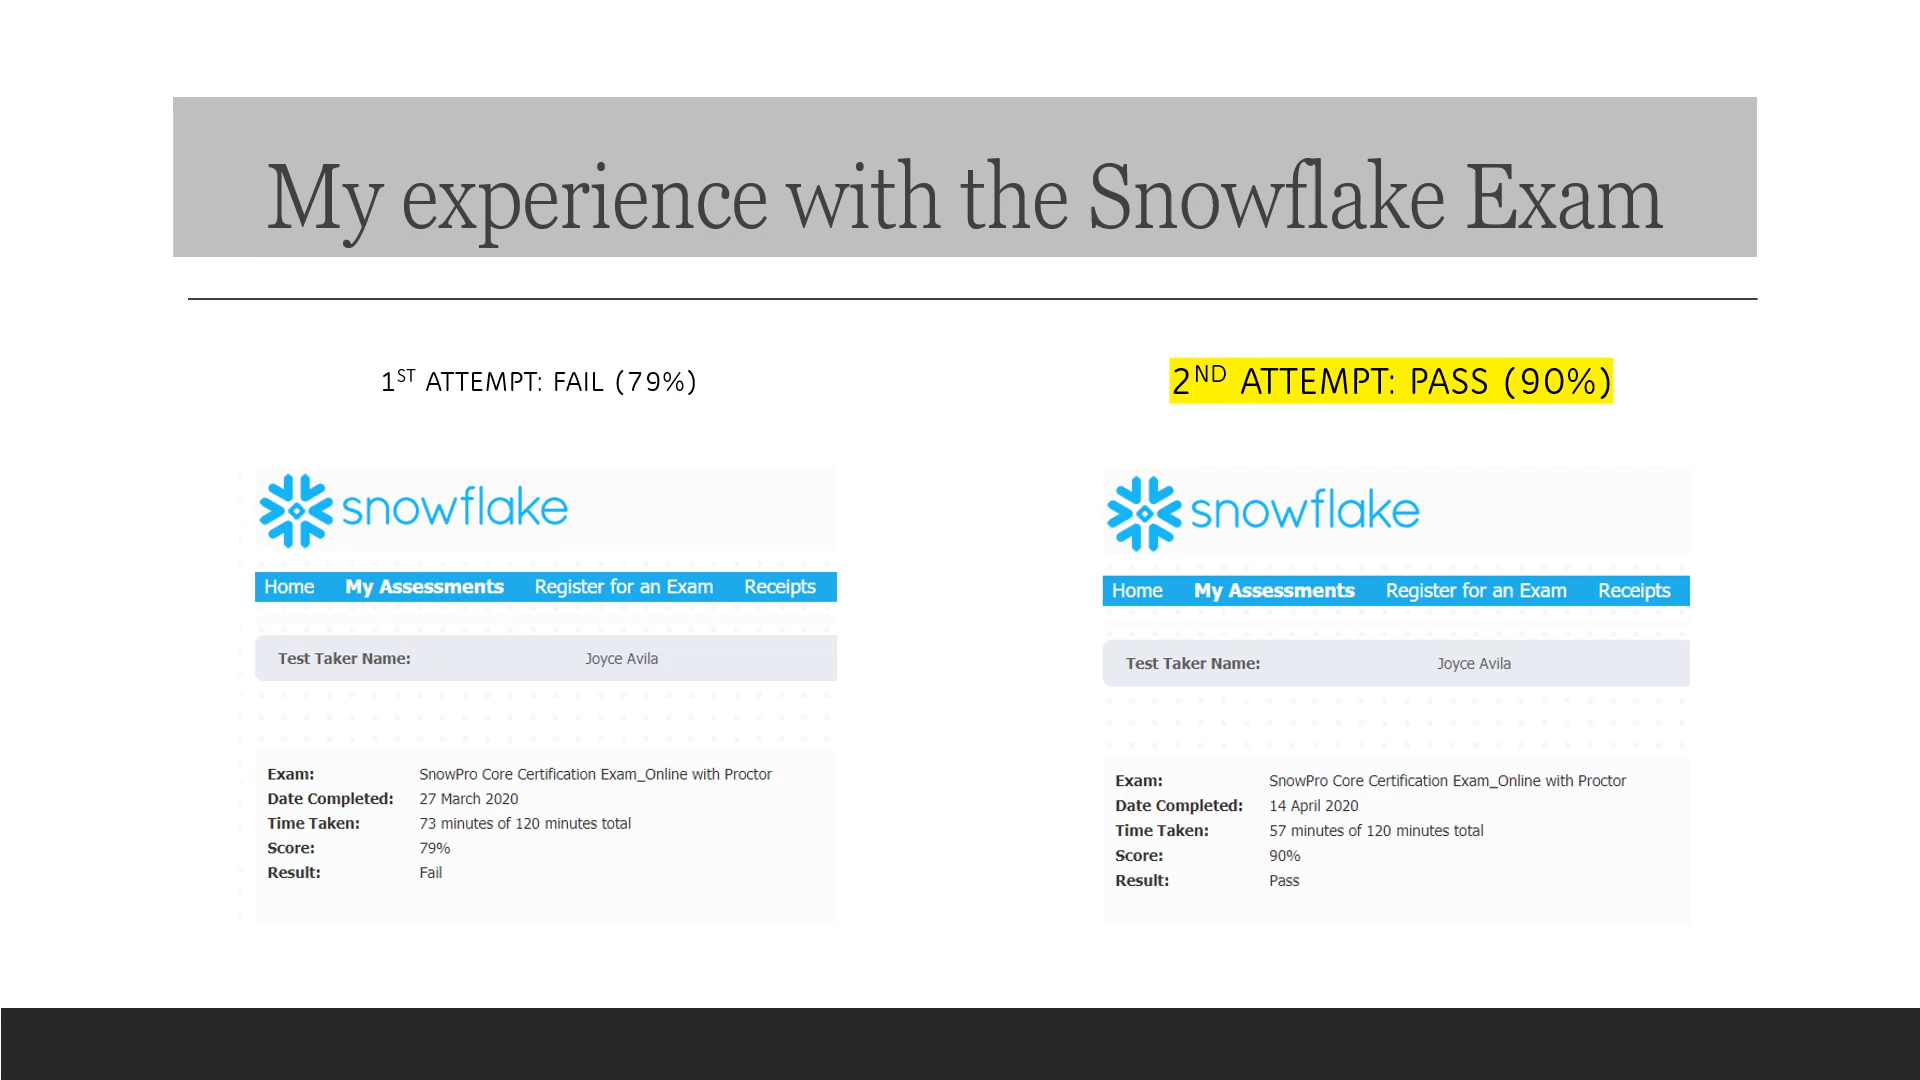 My experience with the Snowflake Exam
1ST ATTEMPT: FAIL (79%)
snowflake
Home My Assessments Register for an Exam Receipts
Test Taker Name: Joyce Avila
Exam: SnowPro Core Certification Exam_Online with Proctor
Date Completed: 27 March 2020
Time Taken: 73 minutes of 120 minutes total
Score: 79%
Result: Fail
2ND ATTEMPT: PASS (90%)
snowflake
Home My Assessments Register for an Exam Receipts
Test Taker Name: Joyce Avila
Exam: SnowPro Core Certification Exam_Online with Proctor
Date Completed: 14 April 2020
Time Taken: 57 minutes of 120 minutes total
Score: 90%
Result: Pass